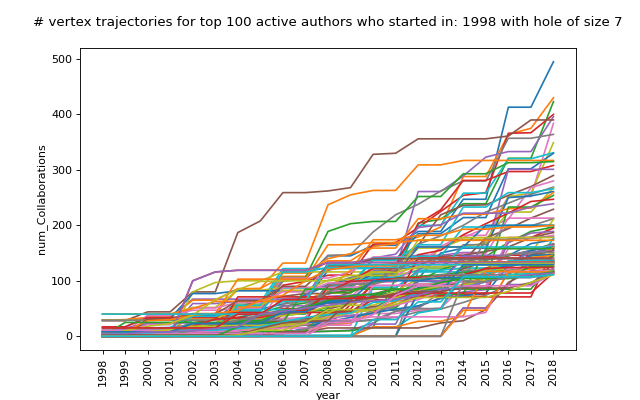 # vertex trajectories for top 100 active authors who started in: 1998 with hole of size 7
500
400
300
200
100
0
num_Collaborations
1998 1999 2000 2001 2002 2003 2004 2005 2006 2007 2008 2009 2010 2011 2012 2013 2014 2015 2016 2017 2018
year